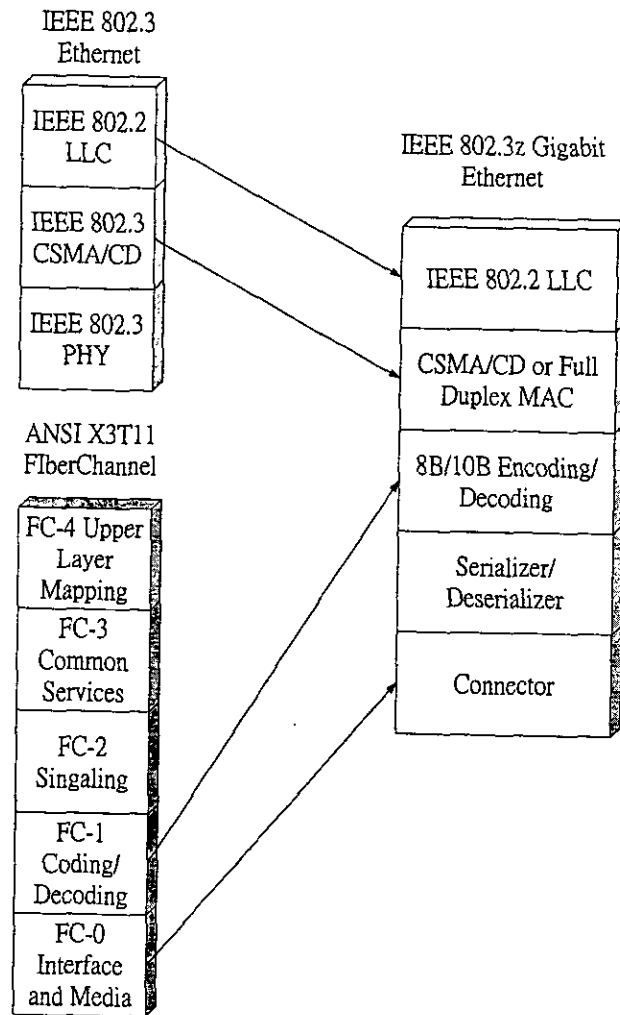 IEEE 802.3
Ethernet
IEEE 802.2
LLC
IEEE 802.3
CSMA/CD
IEEE 802.3
PHY
ANSI X3T11
FIberChannel
FC-4 Upper
Layer
Mapping
FC-3
Common
Services
FC-2
Singaling
FC-1
Coding/
Decoding
FC-0
Interface
and Media
IEEE 802.3z Gigabit
Ethernet
IEEE 802.2 LLC
CSMA/CD or Full
Duplex MAC
8B/10B Encoding/
Decoding
Serializer/
Deserializer
Connector